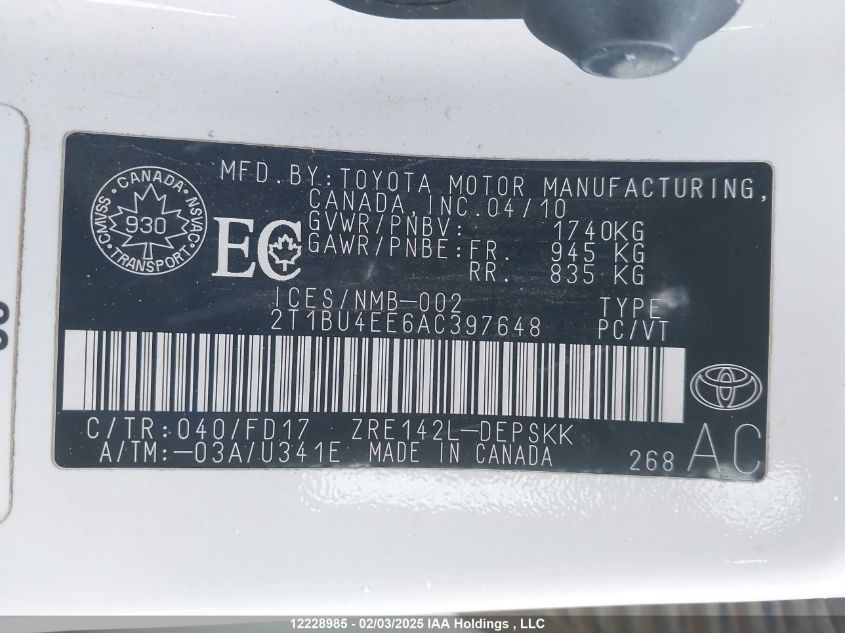 MFD. BY: TOYOTA MOTOR MANUFACTURING,
CANADA, INC. 04/10
GVWR/PNBV: 1740KG
GAWR/PNBE: FR. 945 KG
RR. 835 KG
CANADA
CMVSS 930 NSVAC
TRANSPORT
EC
ICES/NMB-002 TYPE
2T1BU4EE6AC397648 PC/VT
C/TR: 040/FD17 ZRE142L-DEPSKK
A/TM: -03A/U341E MADE IN CANADA
268 AC
12228985 - 02/03/2025 IAA Holdings , LLC